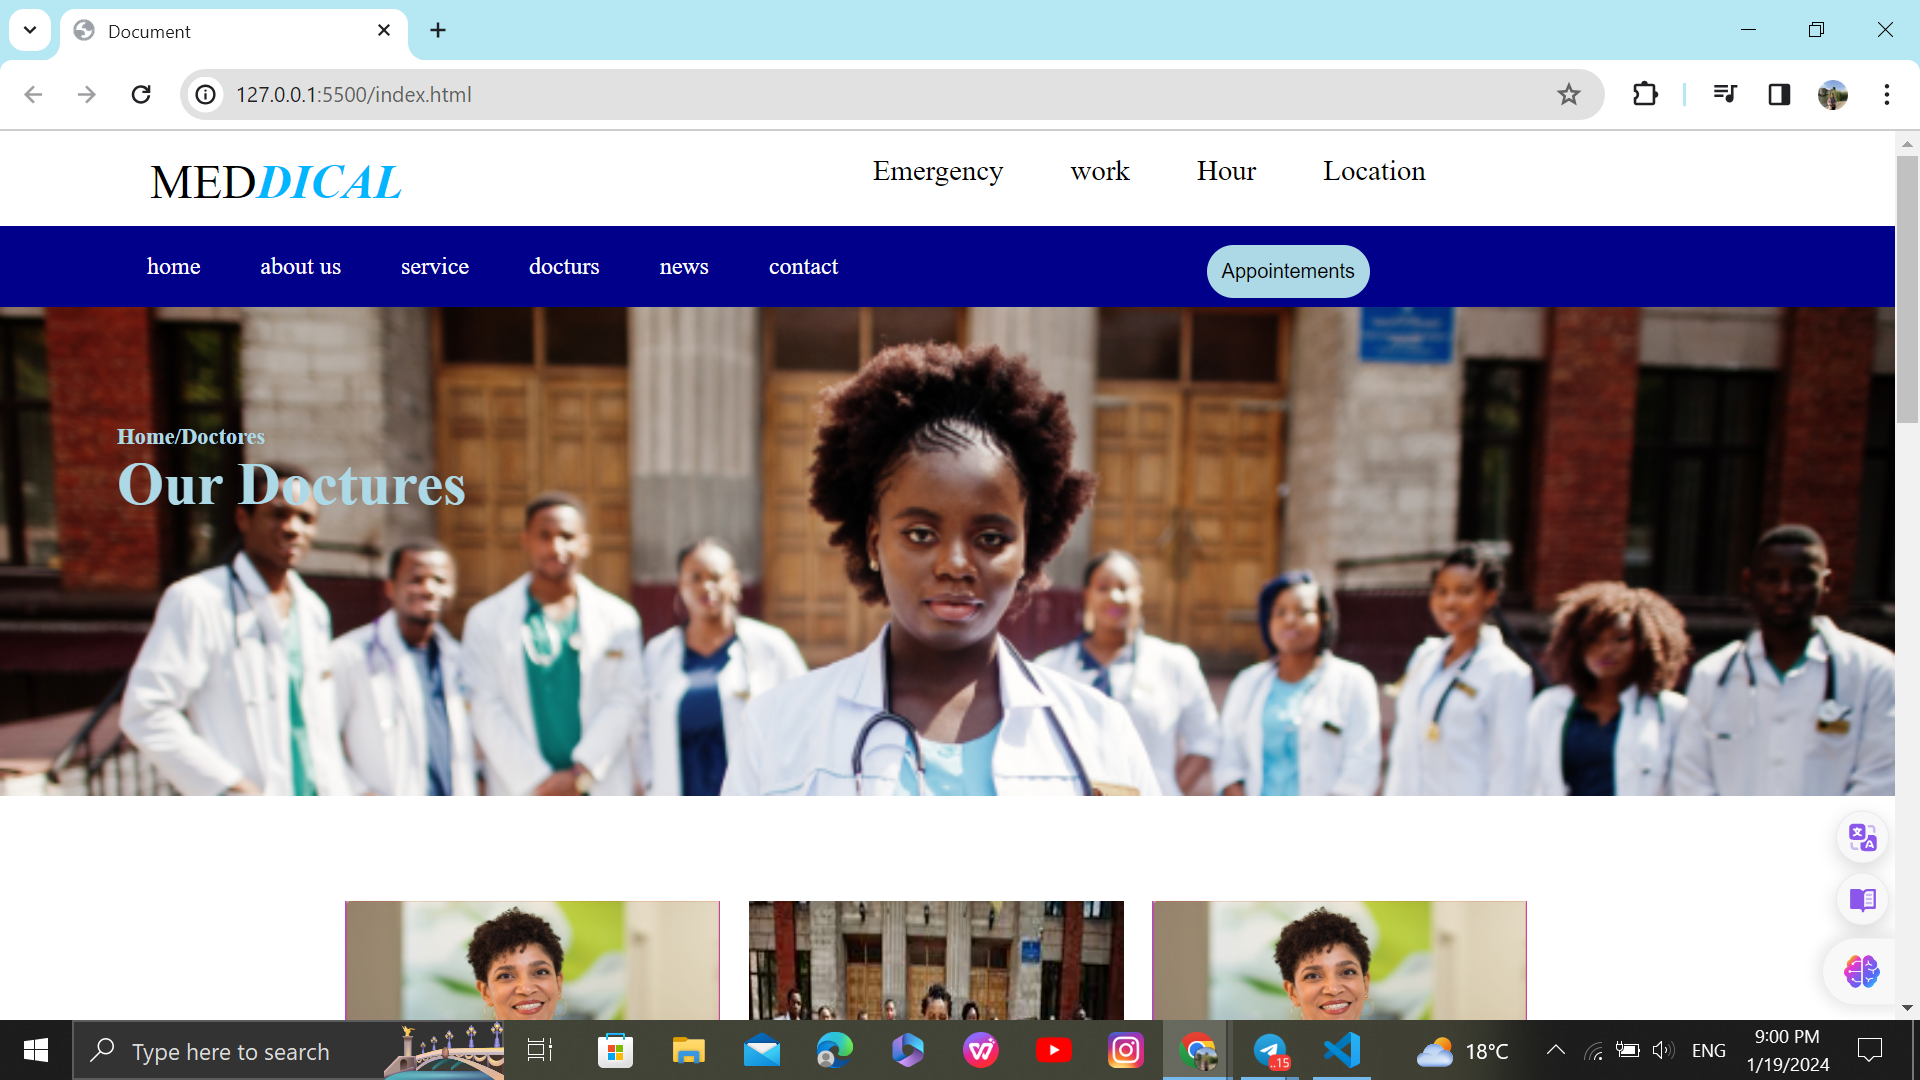 Document
127.0.0.1:5500/index.html
MEDDICAL
Emergency work Hour Location
home about us service docturs news contact Appointements
Home/Doctores
Our Doctures
Type here to search
..15
18°C
ENG
9:00 PM
1/19/2024